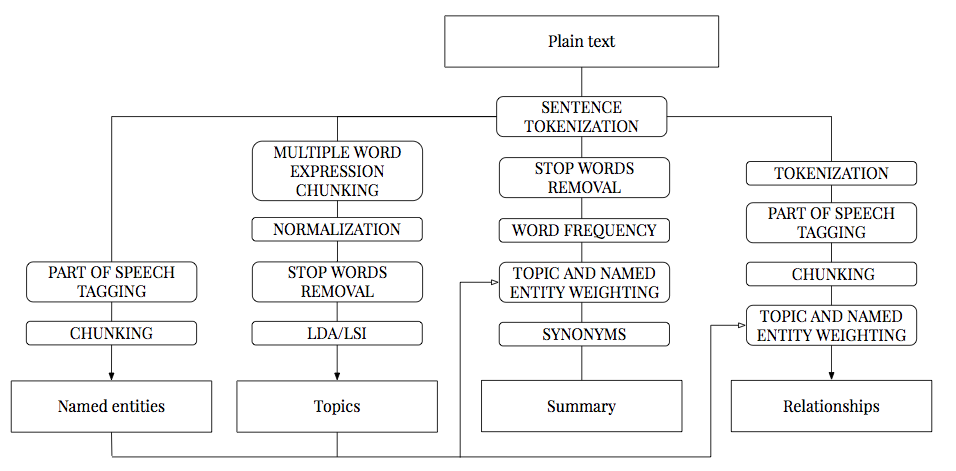 Plain text
SENTENCE
TOKENIZATION
PART OF SPEECH
TAGGING
CHUNKING
Named entities
MULTIPLE WORD
EXPRESSION
CHUNKING
NORMALIZATION
STOP WORDS
REMOVAL
LDA/LSI
Topics
STOP WORDS
REMOVAL
WORD FREQUENCY
TOPIC AND NAMED
ENTITY WEIGHTING
SYNONYMS
Summary
TOKENIZATION
PART OF SPEECH
TAGGING
CHUNKING
TOPIC AND NAMED
ENTITY WEIGHTING
Relationships